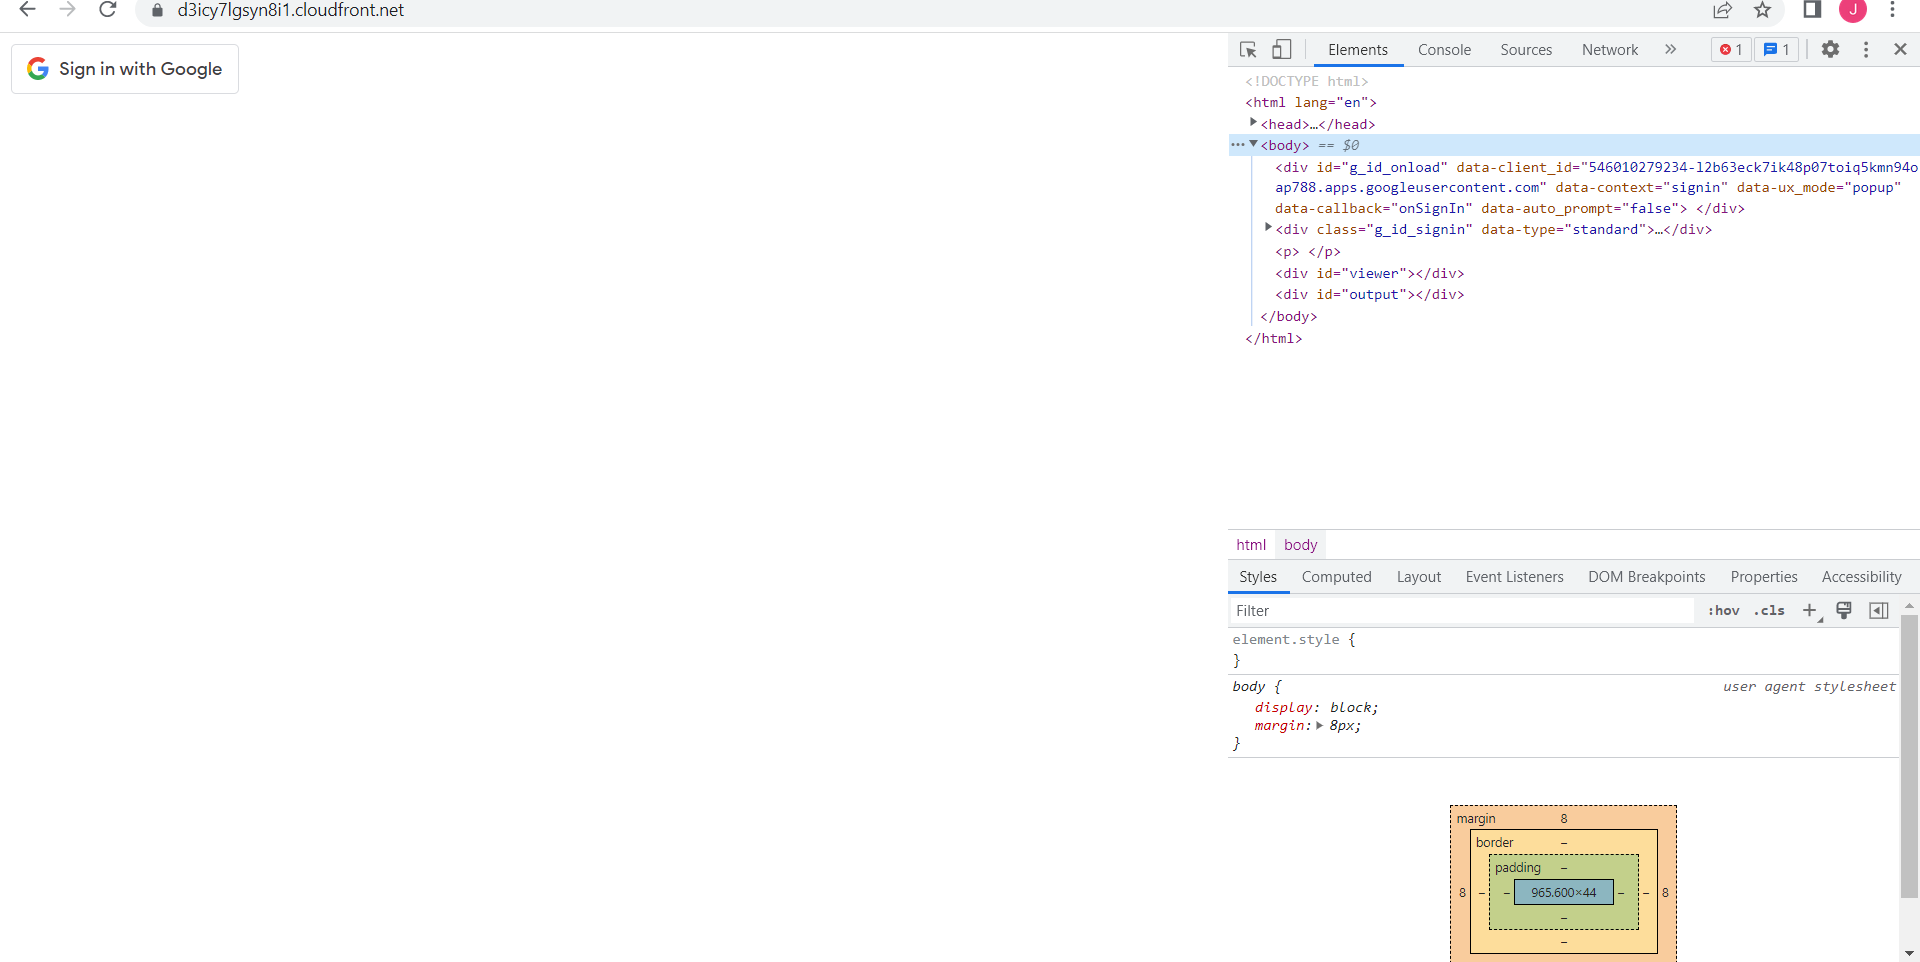 d3icy7lgsyn8i1.cloudfront.net
J
Sign in with Google
Elements Console Sources Network » 1 1
<!DOCTYPE html>
<html lang="en">
<head>…</head>
<body> == $0
<div id="g_id_onload" data-client_id="546010279234-l2b63eck7ik48p07toiq5kmn94o
ap788.apps.googleusercontent.com" data-context="signin" data-ux_mode="popup"
data-callback="onSignIn" data-auto_prompt="false"> </div>
<div class="g_id_signin" data-type="standard">…</div>
<p> </p>
<div id="viewer"></div>
<div id="output"></div>
</body>
</html>
html body
Styles Computed Layout Event Listeners DOM Breakpoints Properties Accessibility
Filter :hov .cls +
element.style {
}
body { user agent stylesheet
display: block;
margin: 8px;
}
margin 8
border –
padding –
8 – – 965.600×44 – – 8
–
–